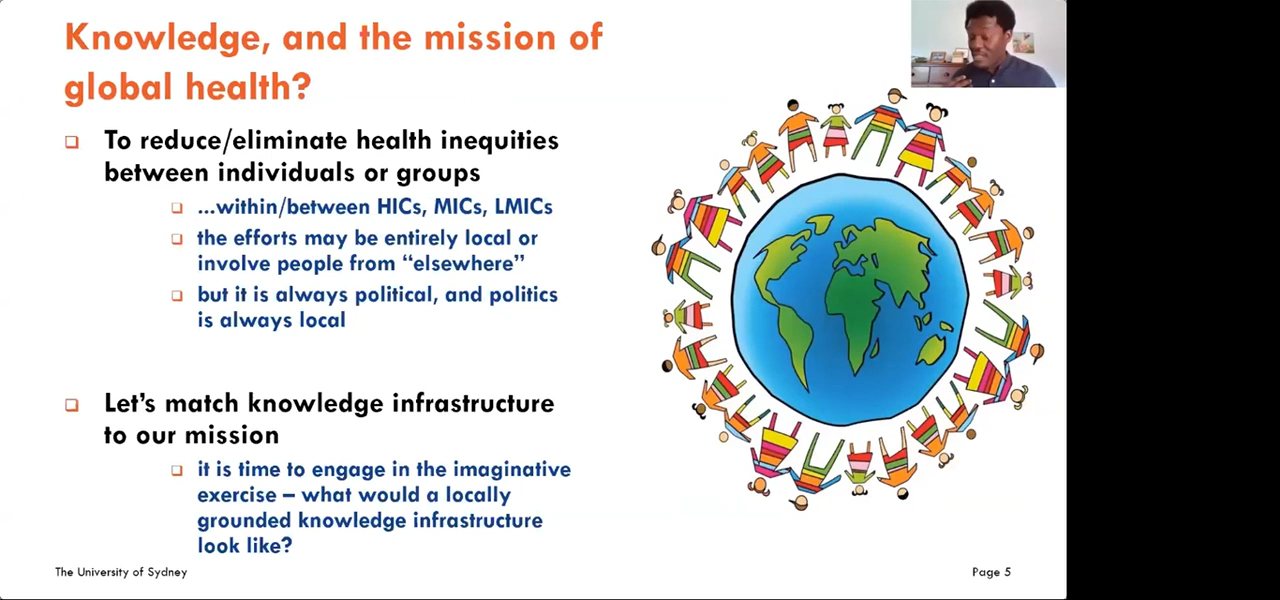 Knowledge, and the mission of
global health?
To reduce/eliminate health inequities
between individuals or groups
...within/between HICs, MICs, LMICs
the efforts may be entirely local or
involve people from “elsewhere”
but it is always political, and politics
is always local
Let’s match knowledge infrastructure
to our mission
it is time to engage in the imaginative
exercise – what would a locally
grounded knowledge infrastructure
look like?
The University of Sydney
Page 5